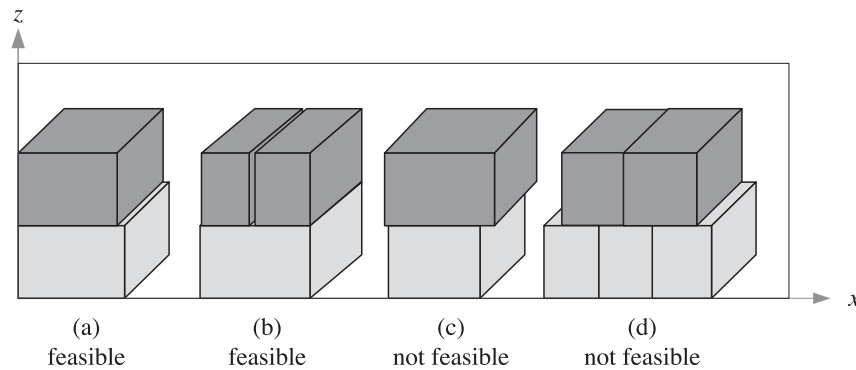 z
x
(a)
feasible
(b)
feasible
(c)
not feasible
(d)
not feasible